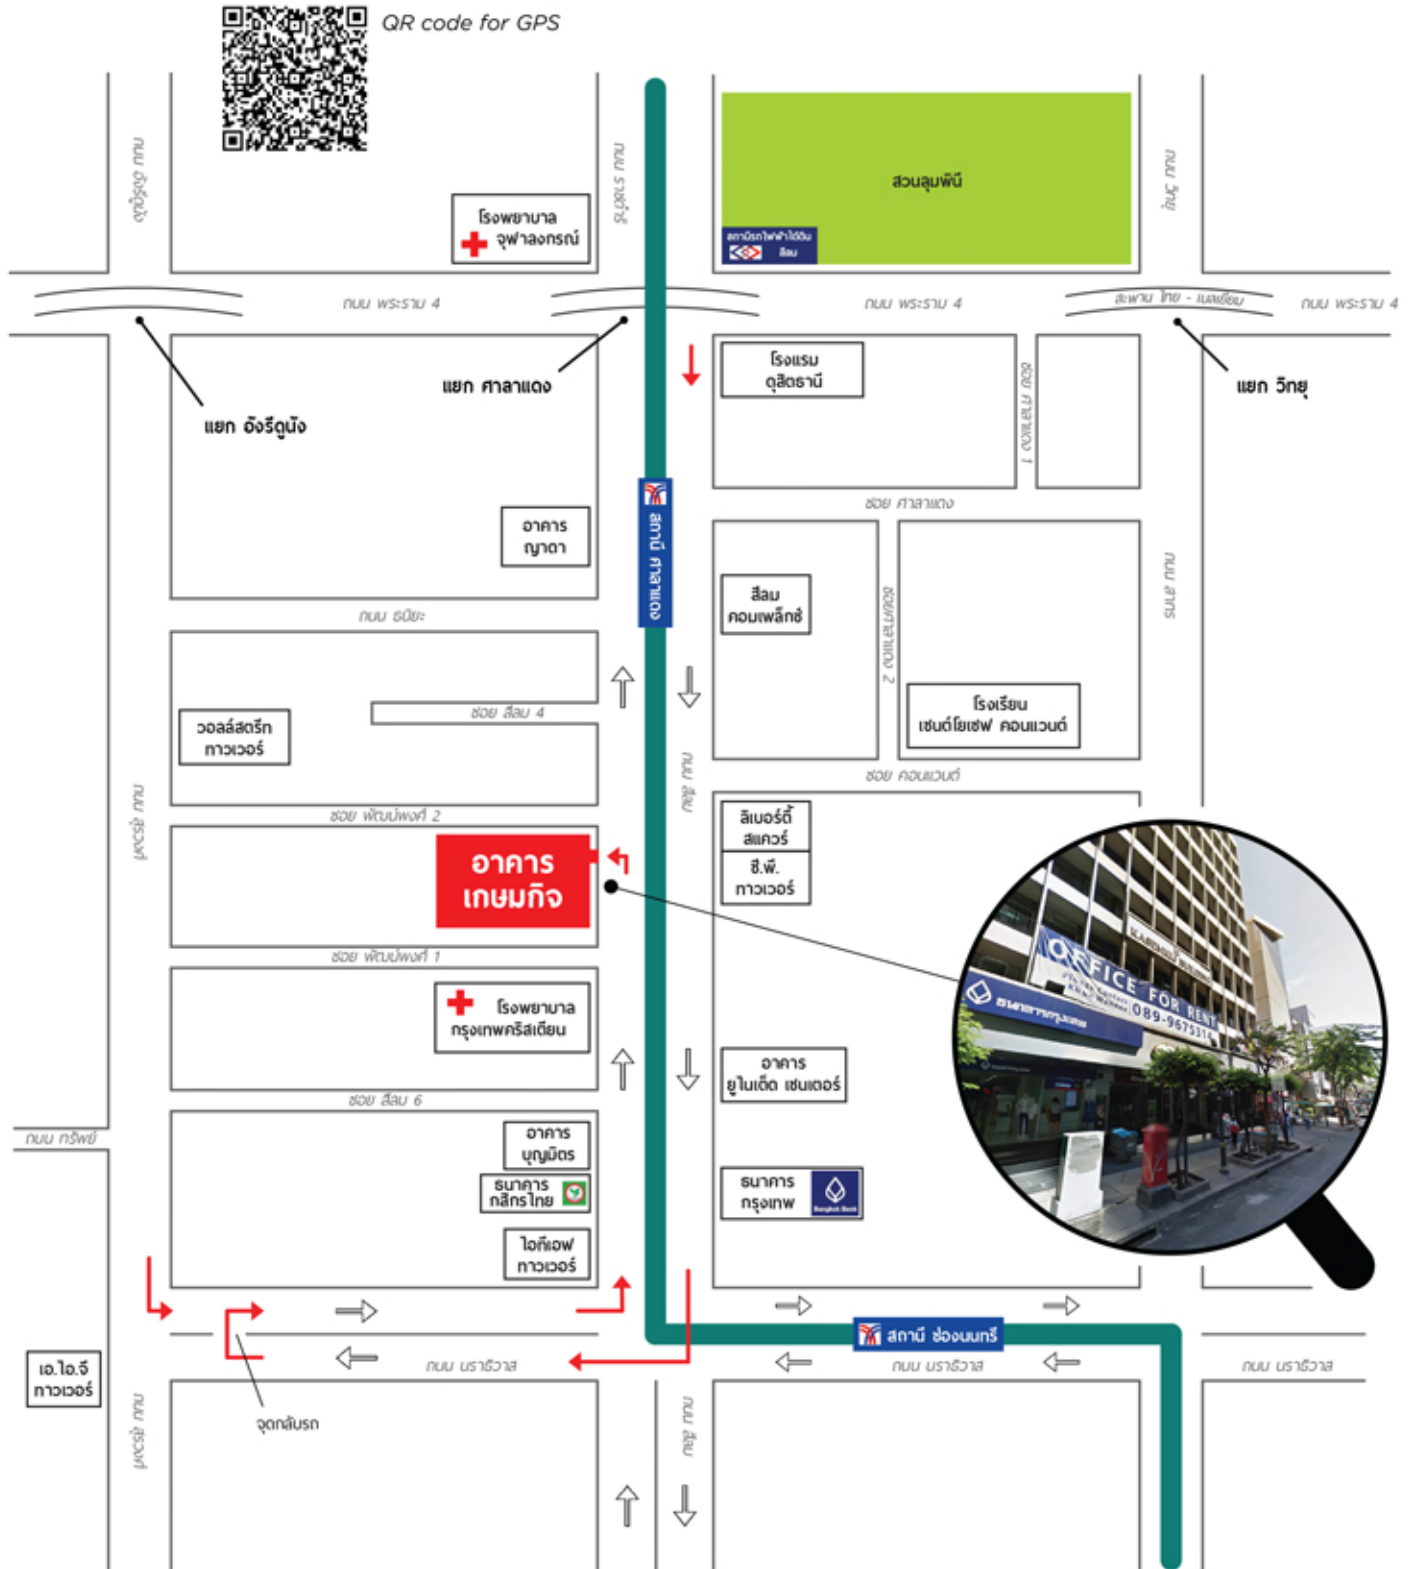 QR code for GPS
ถนน อังรีดูนังต์
ถนน ราชดำริ
ถนน วิทยุ
สวนลุมพินี
โรงพยาบาล
จุฬาลงกรณ์
สถานีรถไฟฟ้าใต้ดิน
สีลม
ถนน พระราม 4
ถนน พระราม 4
สะพาน ไทย - เบลเยี่ยม
ถนน พระราม 4
แยก อังรีดูนัง
แยก ศาลาแดง
โรงแรม
ดุสิตธานี
ซอย ศาลาแดง 1
แยก วิทยุ
สถานี ศาลาแดง
ซอย ศาลาแดง
อาคาร
ญาดา
สีลม
คอมเพล็กซ์
ซอยศาลาแดง 2
ถนน สาทร
ถนน ธนิยะ
โรงเรียน
เซนต์โยเซฟ คอนแวนต์
ซอย สีลม 4
วอลล์สตรีท
ทาวเวอร์
ถนน สีลม
ซอย คอนแวนต์
ถนน สุรวงศ์
ซอย พัฒน์พงศ์ 2
ลิเบอร์ตี้
สแควร์
อาคาร
เกษมกิจ
ซี.พี.
ทาวเวอร์
ซอย พัฒน์พงศ์ 1
OFFICE FOR RENT
089-9675314
ธนาคารกรุงเทพ
โรงพยาบาล
กรุงเทพคริสเตียน
อาคาร
ยูไนเต็ด เซนเตอร์
ซอย สีลม 6
ถนน ทรัพย์
อาคาร
บุญมิตร
ธนาคาร
กสิกรไทย
ธนาคาร
กรุงเทพ
Bangkok Bank
ไอทีเอฟ
ทาวเวอร์
สถานี ช่องนนทรี
เอ.ไอ.จี
ทาวเวอร์
ถนน นราธิวาส
ถนน นราธิวาส
ถนน นราธิวาส
จุดกลับรถ
ถนน สุรวงศ์
ถนน สีลม